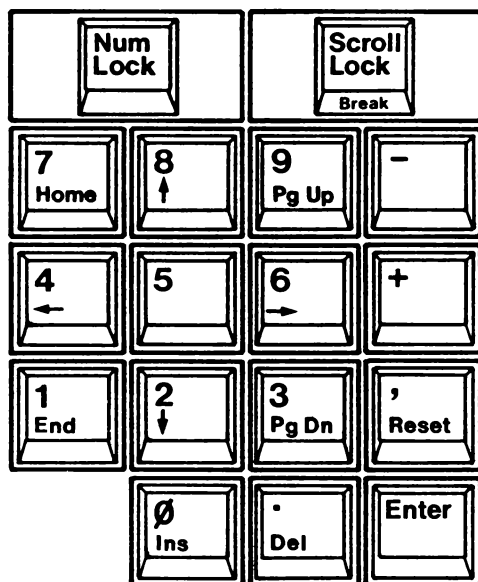 Num Lock
Scroll Lock
Break
7
Home
8
↑
9
Pg Up
-
4
←
5
6
→
+
1
End
2
↓
3
Pg Dn
,
Reset
Ø
Ins
.
Del
Enter